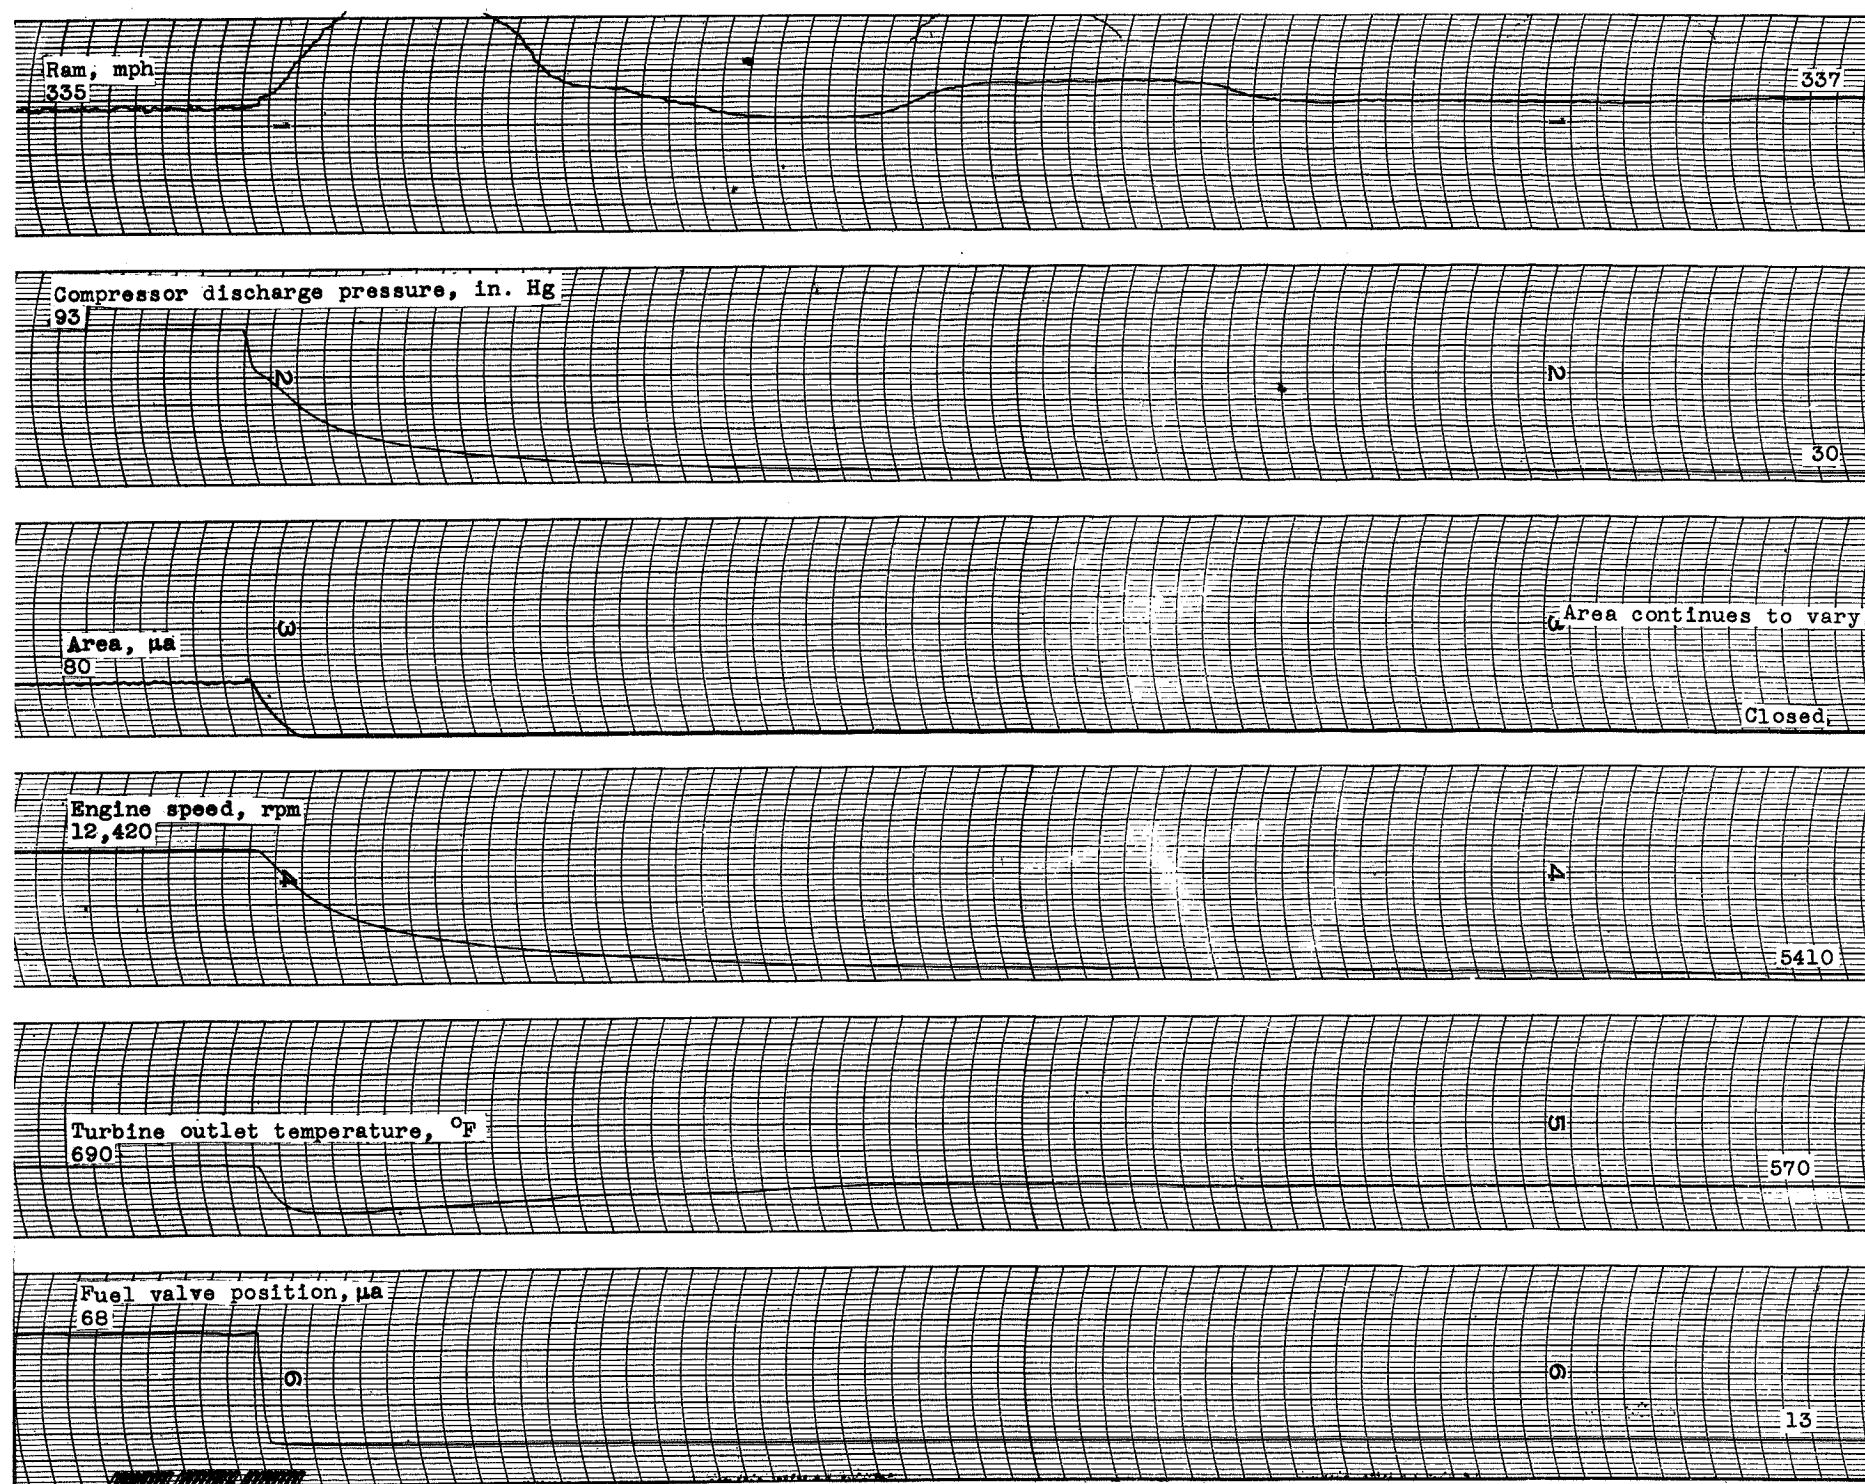 Ram, mph
335
337
1
1
Compressor discharge pressure, in. Hg
93
2
2
30
3
Area continues to vary
Area, µa
80
Closed
Engine speed, rpm
12,420
4
4
5410
5
Turbine outlet temperature, °F
690
570
Fuel valve position, µa
68
6
6
13